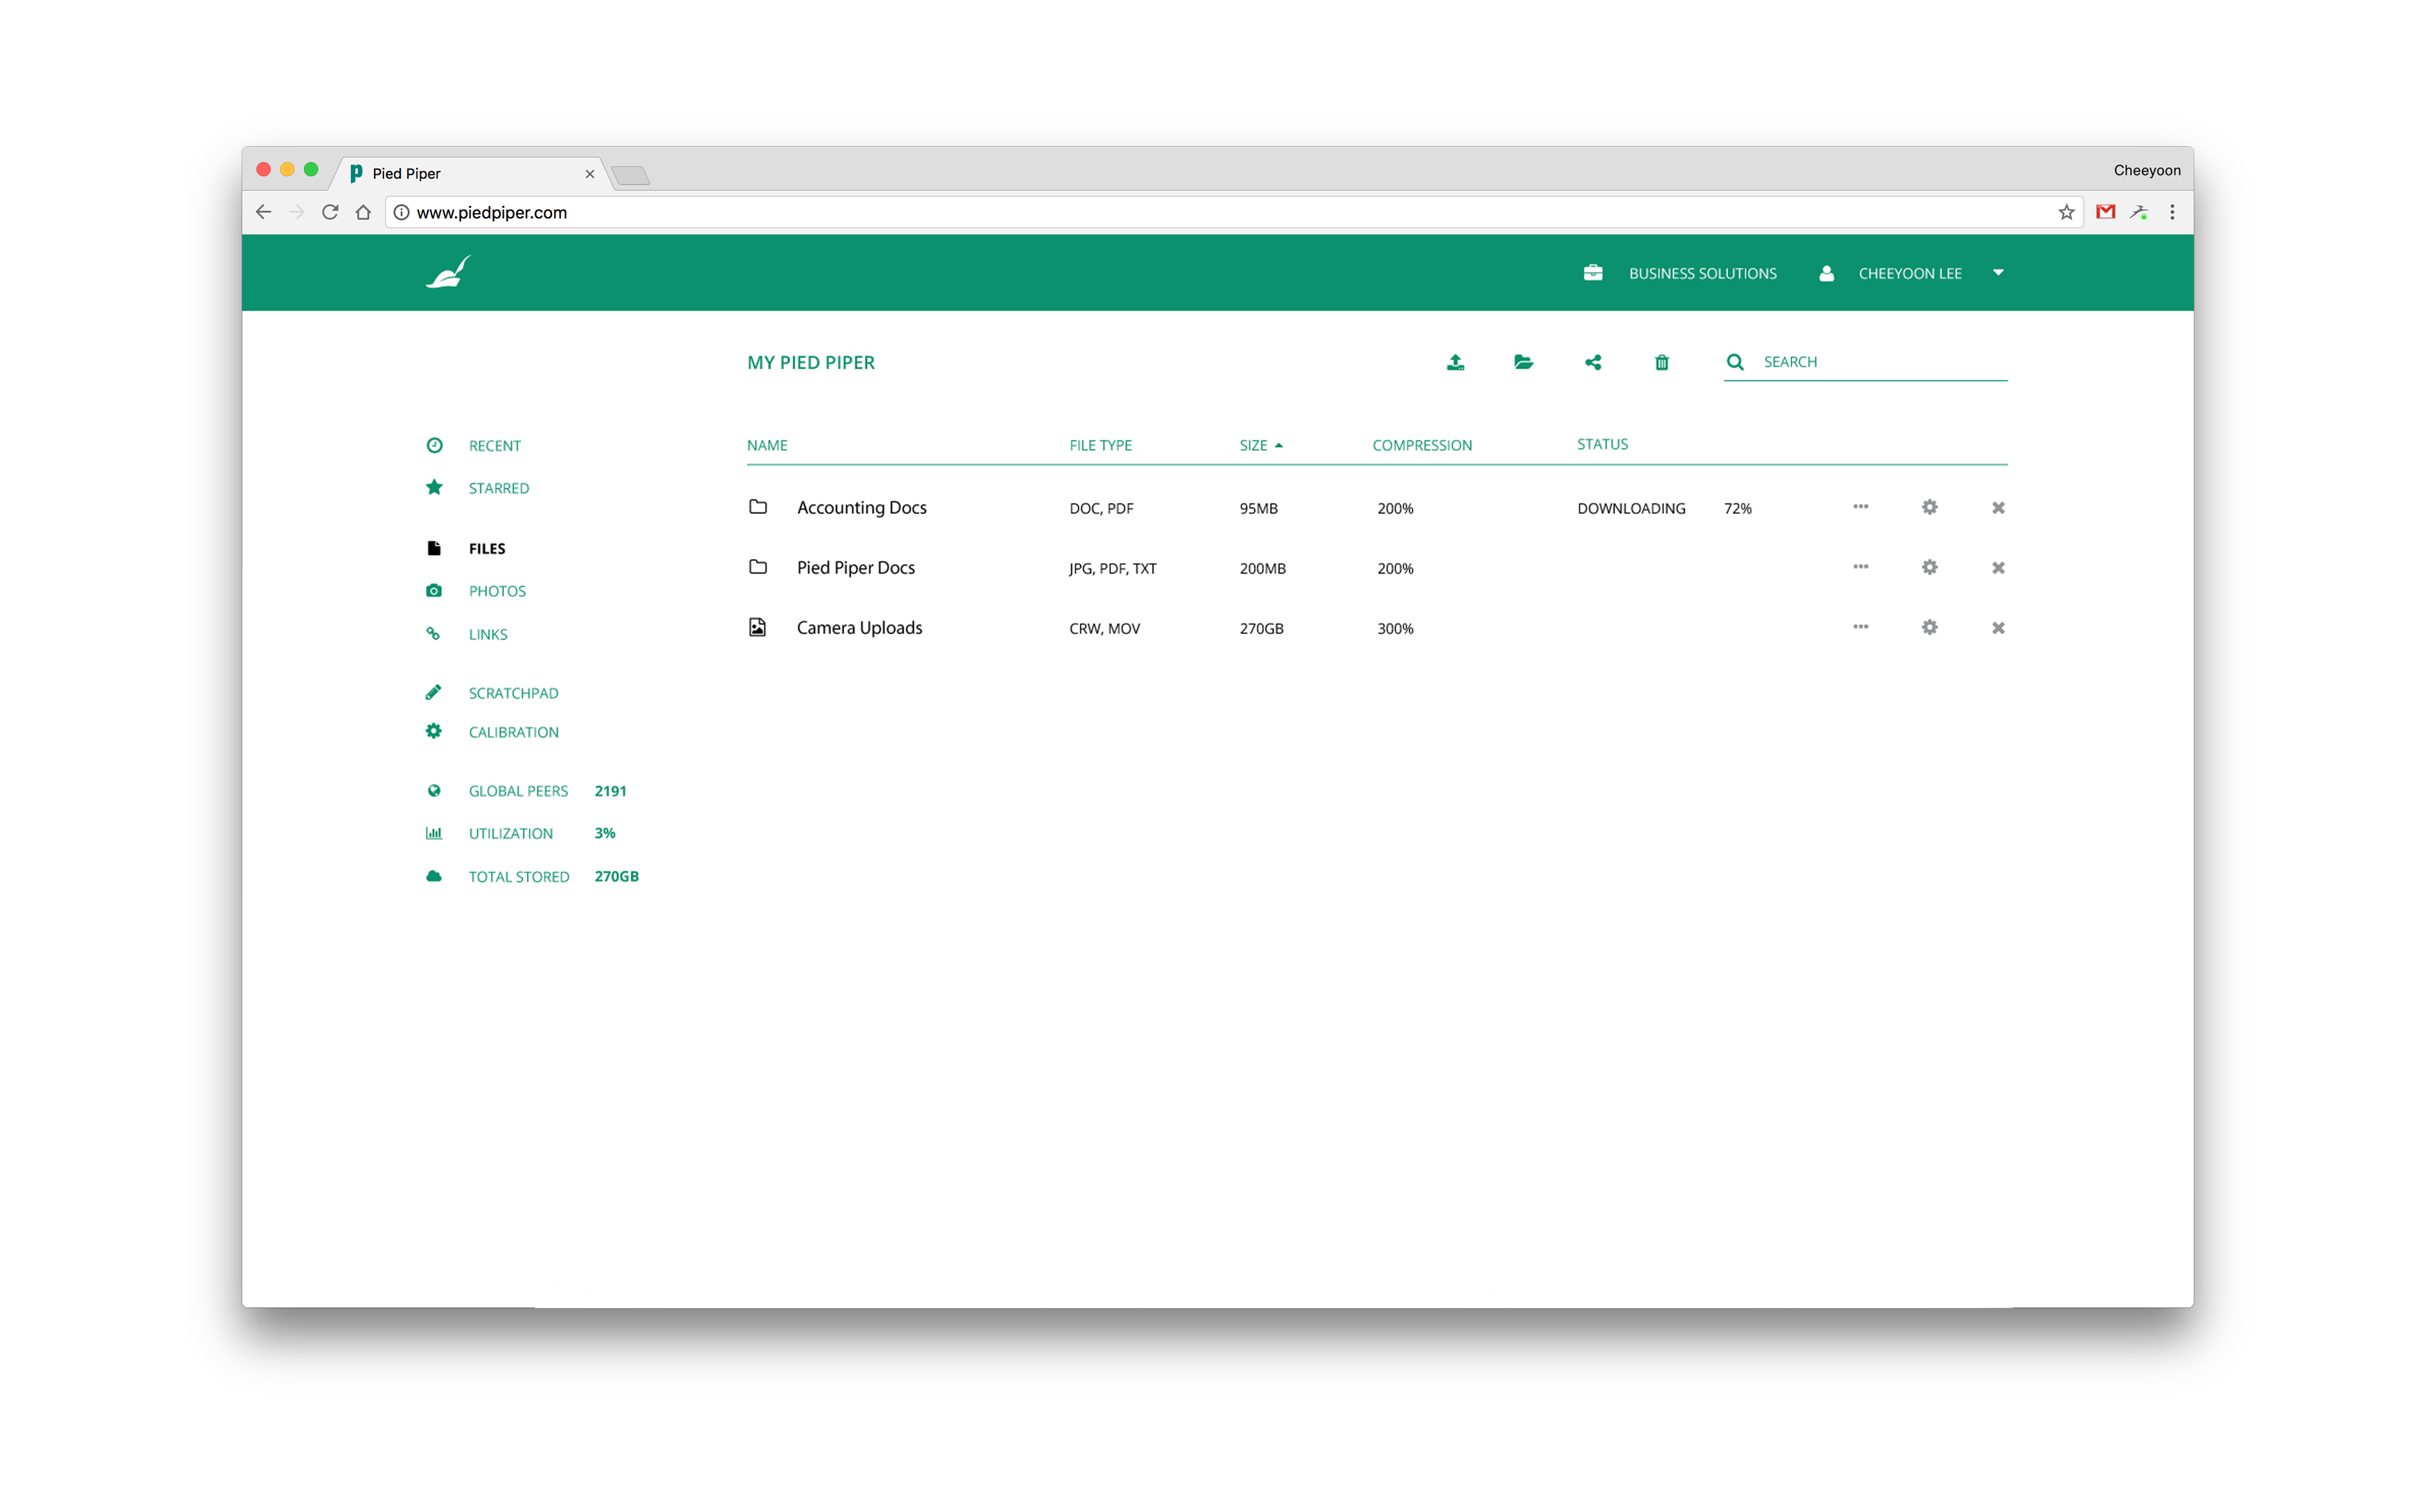 Pied Piper
Cheeyoon
www.piedpiper.com
BUSINESS SOLUTIONS CHEEYOON LEE
MY PIED PIPER SEARCH
RECENT
STARRED
FILES
PHOTOS
LINKS
SCRATCHPAD
CALIBRATION
GLOBAL PEERS 2191
UTILIZATION 3%
TOTAL STORED 270GB
NAME FILE TYPE SIZE COMPRESSION STATUS
Accounting Docs DOC, PDF 95MB 200% DOWNLOADING 72%
Pied Piper Docs JPG, PDF, TXT 200MB 200%
Camera Uploads CRW, MOV 270GB 300%